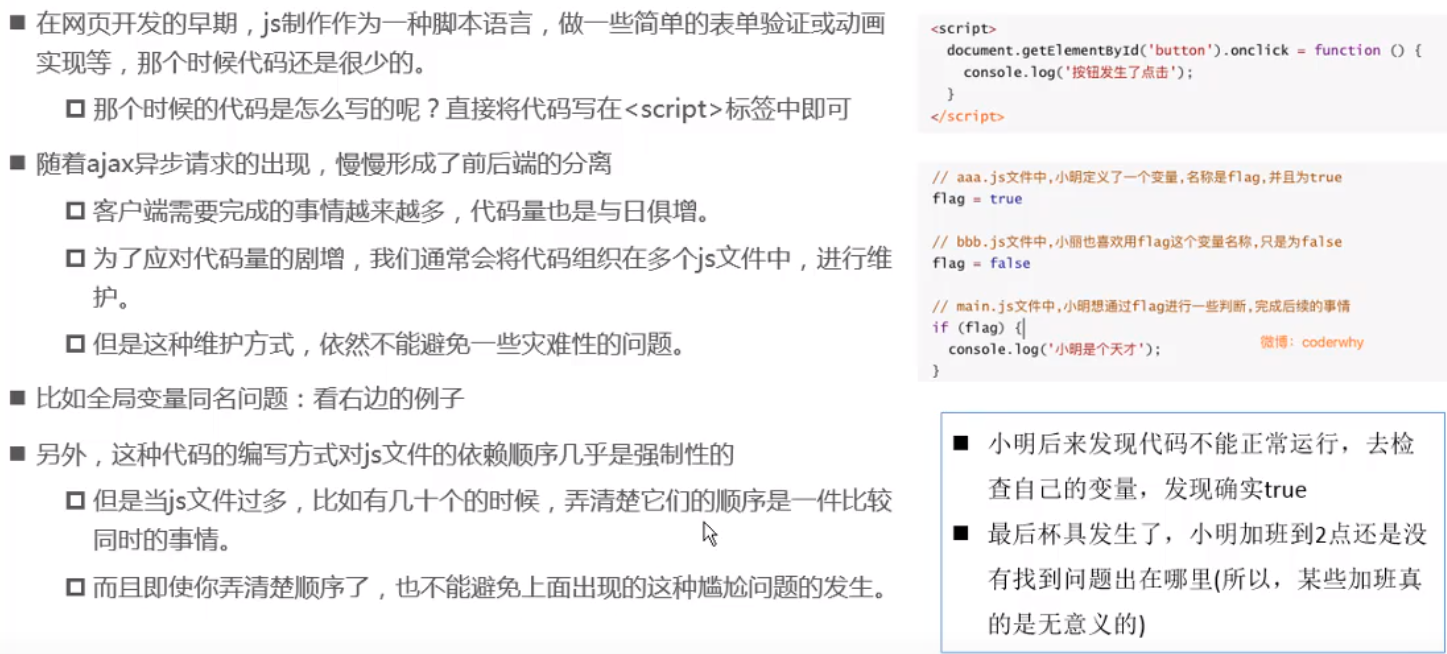 在网页开发的早期，js制作作为一种脚本语言，做一些简单的表单验证或动画
实现等，那个时候代码还是很少的。
那个时候的代码是怎么写的呢？直接将代码写在<script>标签中即可
随着ajax异步请求的出现，慢慢形成了前后端的分离
客户端需要完成的事情越来越多，代码量也是与日俱增。
为了应对代码量的剧增，我们通常会将代码组织在多个js文件中，进行维
护。
但是这种维护方式，依然不能避免一些灾难性的问题。
比如全局变量同名问题：看右边的例子
另外，这种代码的编写方式对js文件的依赖顺序几乎是强制性的
但是当js文件过多，比如有几十个的时候，弄清楚它们的顺序是一件比较
同时的事情。
而且即使你弄清楚顺序了，也不能避免上面出现的这种尴尬问题的发生。
<script>
document.getElementById('button').onclick = function () {
console.log('按钮发生了点击');
}
</script>
// aaa.js文件中,小明定义了一个变量,名称是flag,并且为true
flag = true
// bbb.js文件中,小丽也喜欢用flag这个变量名称,只是为false
flag = false
// main.js文件中,小明想通过flag进行一些判断,完成后续的事情
if (flag) {
console.log('小明是个天才');
}
微博：coderwhy
小明后来发现代码不能正常运行，去检
查自己的变量，发现确实true
最后杯具发生了，小明加班到2点还是没
有找到问题出在哪里(所以，某些加班真
的是无意义的)